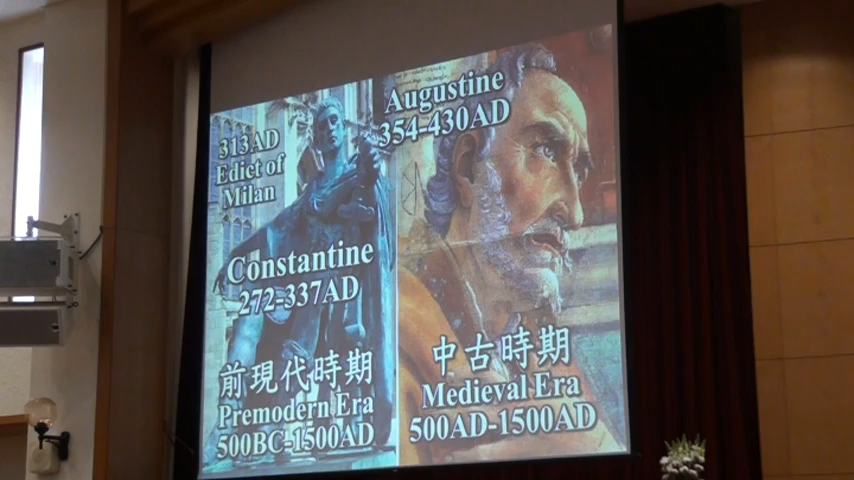 313AD
Edict of
Milan
Constantine
272-337AD
前現代時期
Premodern Era
500BC-1500AD
Augustine
354-430AD
中古時期
Medieval Era
500AD-1500AD